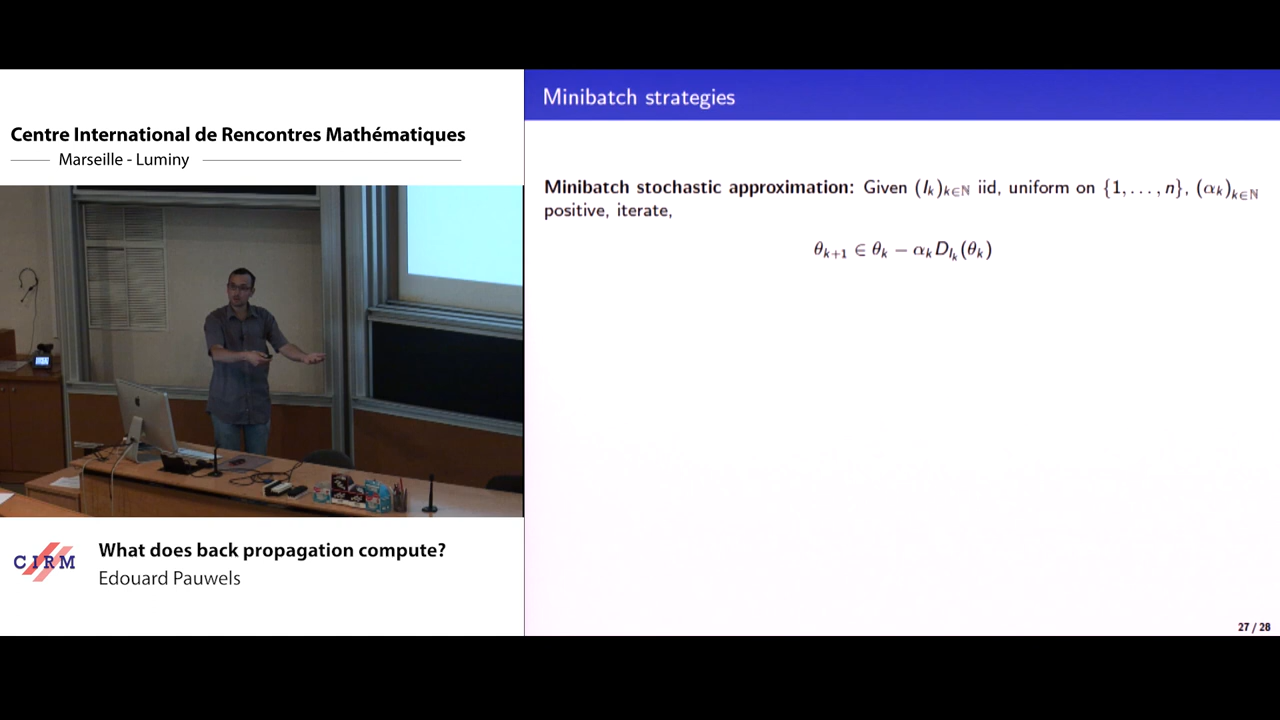 Centre International de Rencontres Mathématiques
Marseille - Luminy
CIRM
What does back propagation compute?
Edouard Pauwels
Minibatch strategies
Minibatch stochastic approximation: Given (I_k)_{k∈ℕ} iid, uniform on {1, . . . , n}, (α_k)_{k∈ℕ}
positive, iterate,
θ_{k+1} ∈ θ_k − α_k D_{I_k}(θ_k)
27 / 28